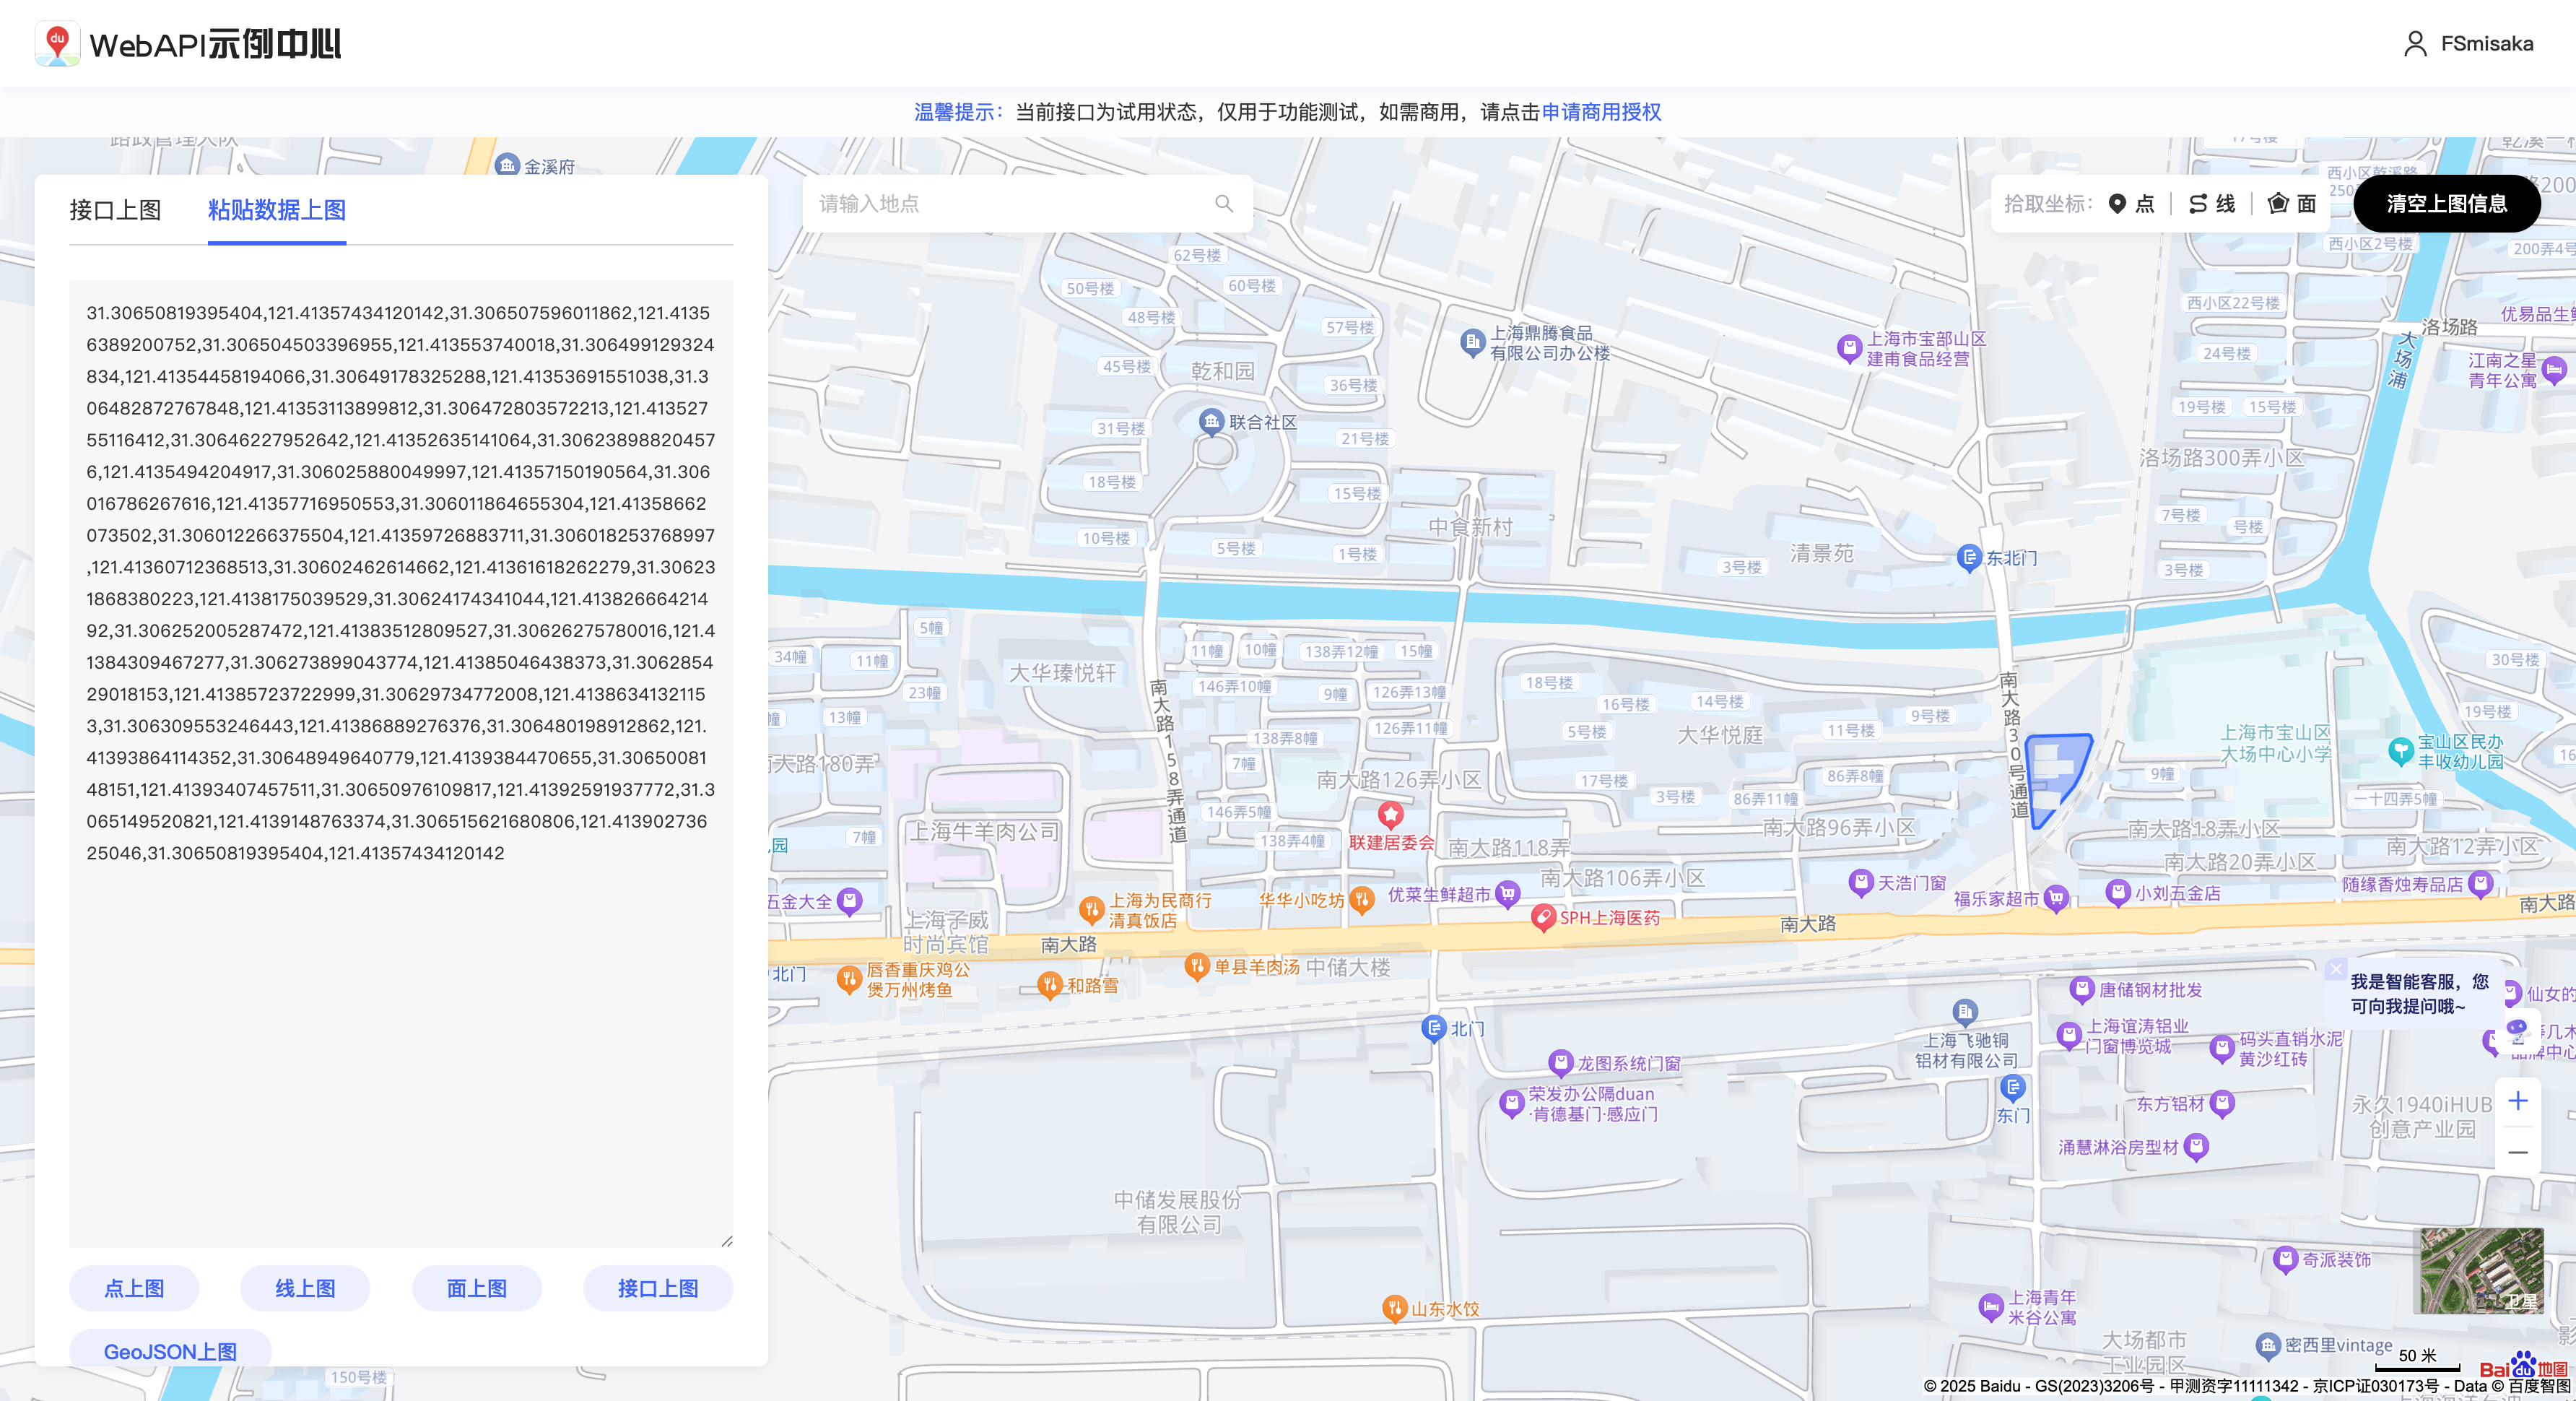 WebAPI示例中心
FSmisaka
温馨提示：当前接口为试用状态，仅用于功能测试，如需商用，请点击申请商用授权
接口上图
粘贴数据上图
31.30650819395404,121.41357434120142,31.306507596011862,121.4135
6389200752,31.306504503396955,121.413553740018,31.306499129324
834,121.41354458194066,31.30649178325288,121.41353691551038,31.3
06482872767848,121.41353113899812,31.306472803572213,121.413527
55116412,31.30646227952642,121.41352635141064,31.30623898820457
6,121.4135494204917,31.306025880049997,121.41357150190564,31.306
016786267616,121.41357716950553,31.306011864655304,121.41358662
073502,31.306012266375504,121.41359726883711,31.306018253768997
,121.41360712368513,31.30602462614662,121.41361618262279,31.30623
1868380223,121.4138175039529,31.30624174341044,121.413826664214
92,31.306252005287472,121.41383512809527,31.30626275780016,121.4
1384309467277,31.306273899043774,121.41385046438373,31.3062854
29018153,121.41385723722999,31.30629734772008,121.4138634132115
3,31.306309553246443,121.41386889276376,31.306480198912862,121.
41393864114352,31.30648949640779,121.4139384470655,31.30650081
48151,121.41393407457511,31.30650976109817,121.41392591937772,31.3
065149520821,121.4139148763374,31.306515621680806,121.413902736
25046,31.30650819395404,121.41357434120142
点上图
线上图
面上图
接口上图
GeoJSON上图
请输入地点
拾取坐标：
点
线
面
清空上图信息
金溪府
62号楼
50号楼
60号楼
48号楼
57号楼
45号楼
乾和园
36号楼
联合社区
31号楼
21号楼
18号楼
15号楼
10号楼
5号楼
1号楼
上海鼎腾食品
有限公司办公楼
上海市宝部山区
建甫食品经营
中食新村
清景苑
3号楼
东北门
西小区乾溪路
西小区2号楼
200弄4号
西小区22号楼
优易品生鲜
洛场路
大场浦
24号楼
江南之星
青年公寓
19号楼
15号楼
洛场路300弄小区
7号楼
号楼
3号楼
5幢
34幢
11幢
23幢
13幢
大华瑧悦轩
南大路158弄通道
11幢
10幢
138弄12幢
15幢
146弄10幢
9幢
126弄13幢
126弄11幢
138弄8幢
7幢
南大路126弄小区
146弄5幢
138弄4幢
联建居委会
18号楼
16号楼
14号楼
5号楼
大华悦庭
11号楼
9号楼
17号楼
86弄8幢
3号楼
86弄11幢
南大路96弄小区
南大路118弄
南大路106弄小区
南大路30号通道
上海市宝山区
大场中心小学
宝山区民办
丰收幼儿园
30号楼
19号楼
9幢
一十四弄5幢
南大路18弄小区
南大路20弄小区
南大路12弄小区
7幢
上海牛羊肉公司
五金大全
上海子威
时尚宾馆
上海为民商行
清真饭店
华华小吃坊
优菜生鲜超市
SPH上海医药
天浩门窗
福乐家超市
小刘五金店
随缘香烛寿品店
南大路
南大路
南大路
北门
唇香重庆鸡公
煲万州烤鱼
和路雪
单县羊肉汤
中储大楼
北门
龙图系统门窗
荣发办公隔duan
·肯德基门·感应门
上海飞驰铜
铝材有限公司
东门
唐储钢材批发
上海谊涛铝业
门窗博览城
码头直销水泥
黄沙红砖
东方铝材
涌慧淋浴房型材
永久1940iHUB
创意产业园
我是智能客服，您
可向我提问哦~
中储发展股份
有限公司
山东水饺
上海青年
米谷公寓
奇派装饰
大场都市
工业园区
密西里vintage
150号楼
卫星
50 米
Bai du 地图
© 2025 Baidu - GS(2023)3206号 - 甲测资字11111342 - 京ICP证030173号 - Data © 百度智图